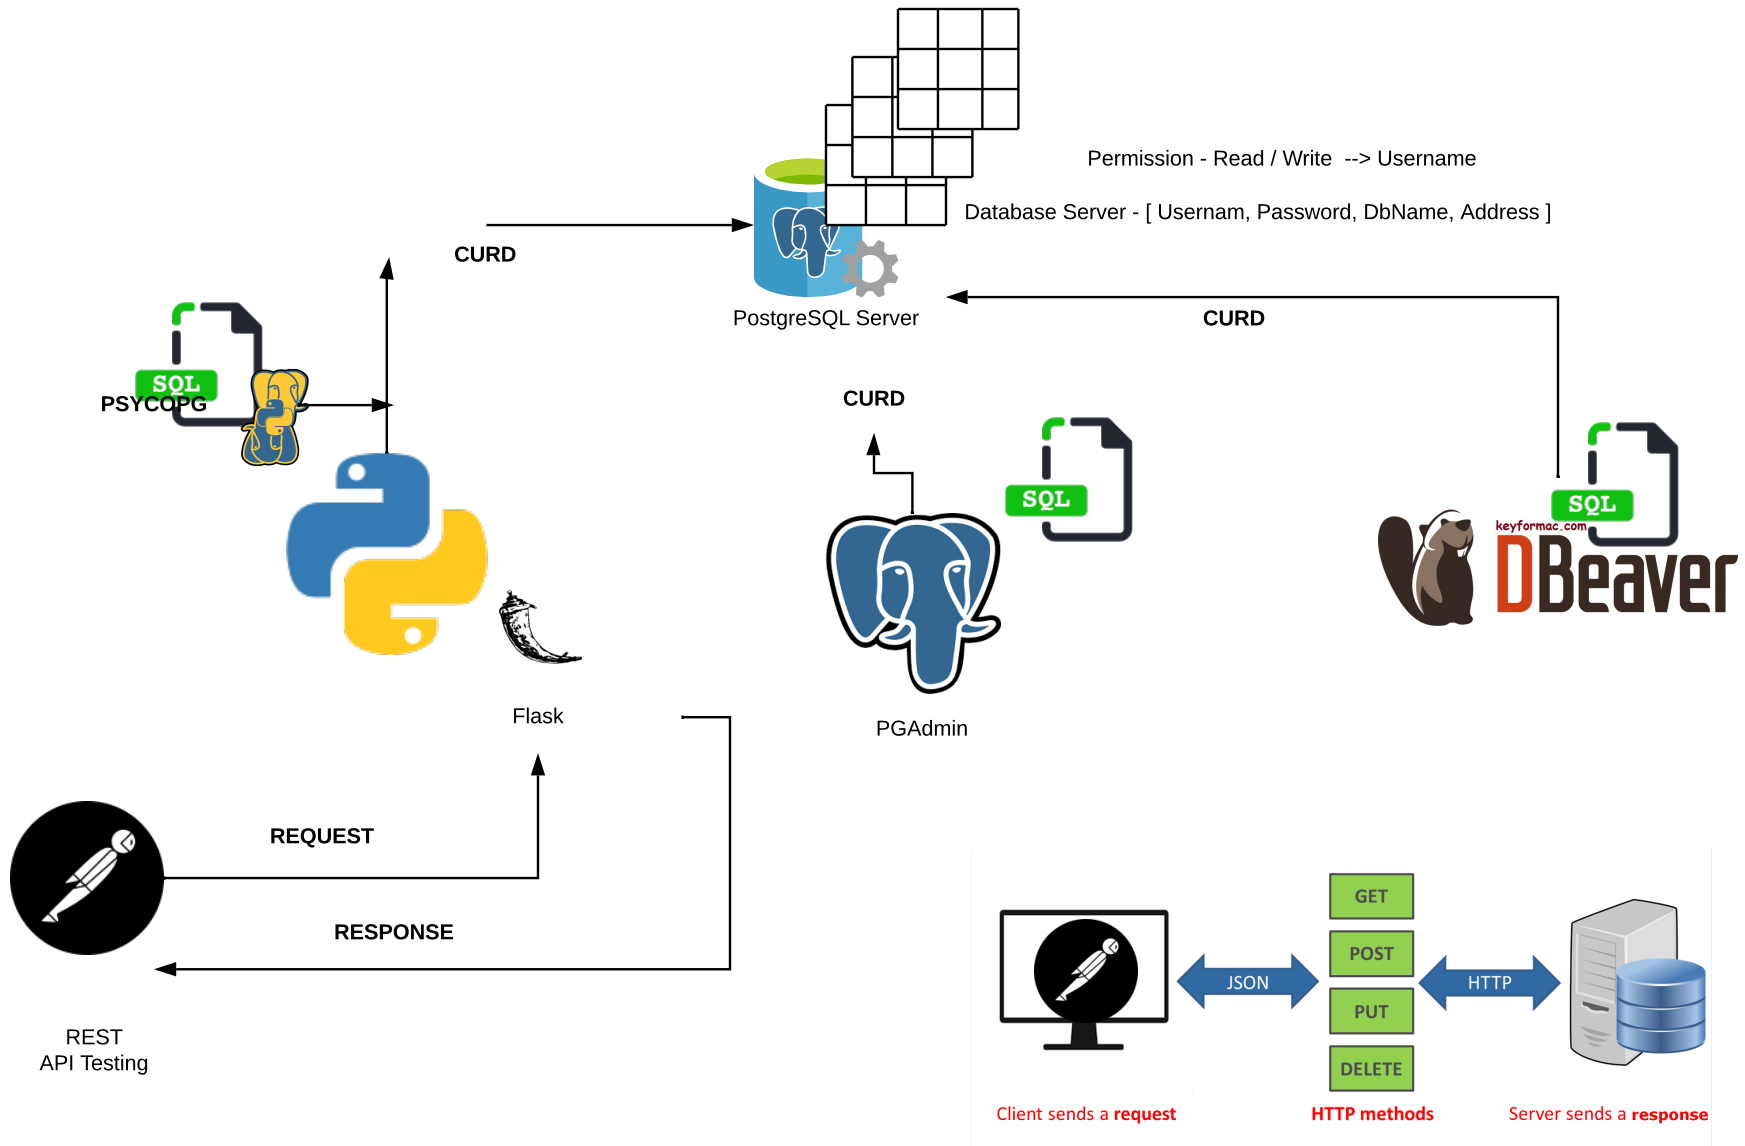 Permission - Read / Write --> Username
Database Server - [ Usernam, Password, DbName, Address ]
CURD
PostgreSQL Server
CURD
SQL
PSYCOPG
CURD
SQL
SQL
keyformac.com
DBeaver
Flask
PGAdmin
REQUEST
RESPONSE
REST
API Testing
GET
POST
JSON
HTTP
PUT
DELETE
Client sends a request
HTTP methods
Server sends a response